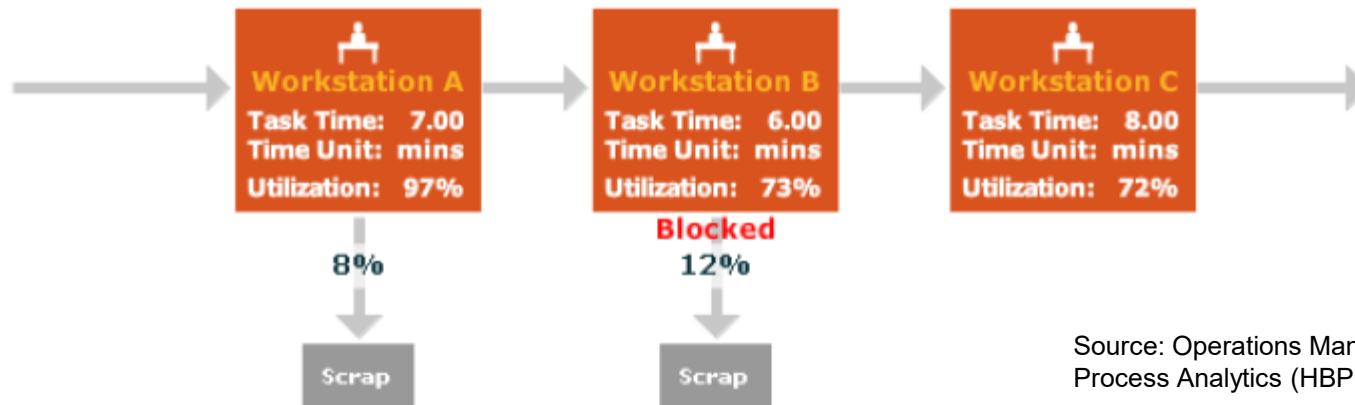 Workstation A
Task Time: 7.00
Time Unit: mins
Utilization: 97%
8%
Scrap
Workstation B
Task Time: 6.00
Time Unit: mins
Utilization: 73%
Blocked
12%
Scrap
Workstation C
Task Time: 8.00
Time Unit: mins
Utilization: 72%
Source: Operations Man
Process Analytics (HBP